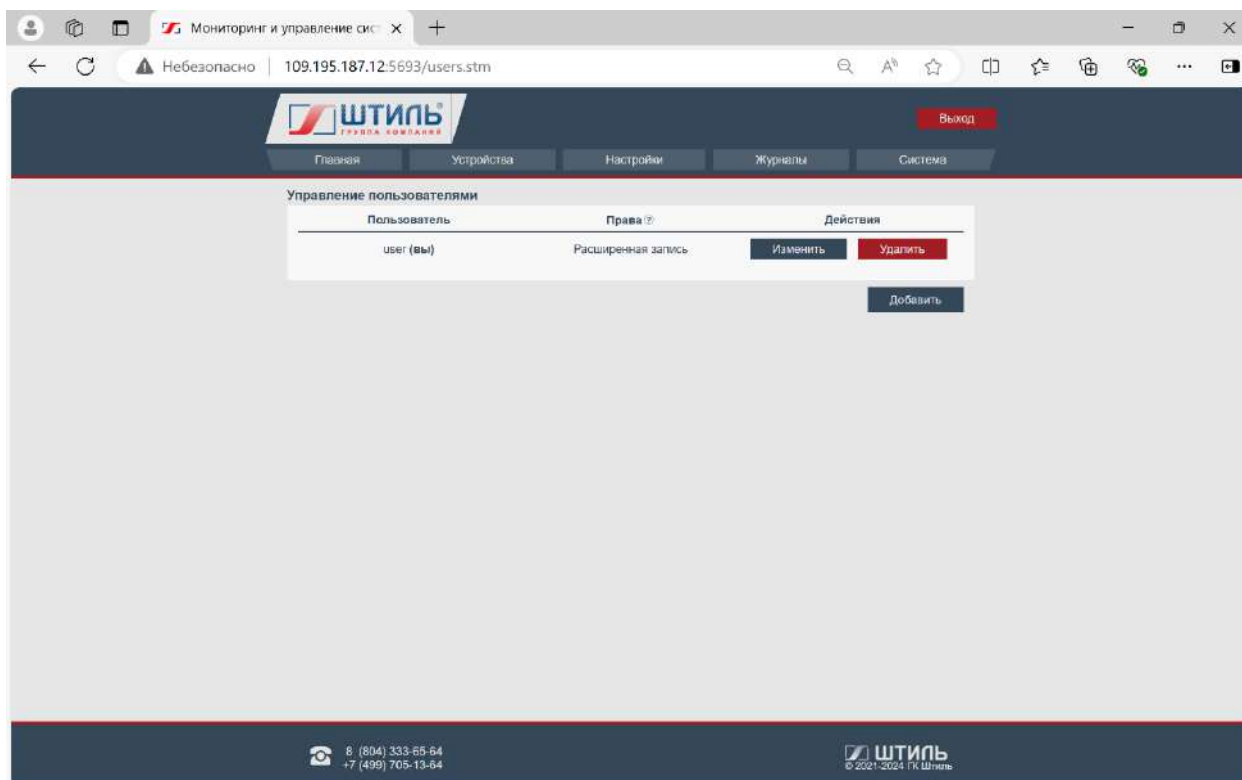 Мониторинг и управление сис
Небезопасно
109.195.187.12:5693/users.stm
ШТИЛЬ
ГРУППА КОМПАНИЙ
Выход
Главная Устройства Настройки Журналы Система
Управление пользователями
Пользователь Права Действия
user (вы) Расширенная запись Изменить Удалить
Добавить
8 (804) 333-65-64
+7 (499) 705-13-64
ШТИЛЬ
© 2021-2024 ГК Штиль